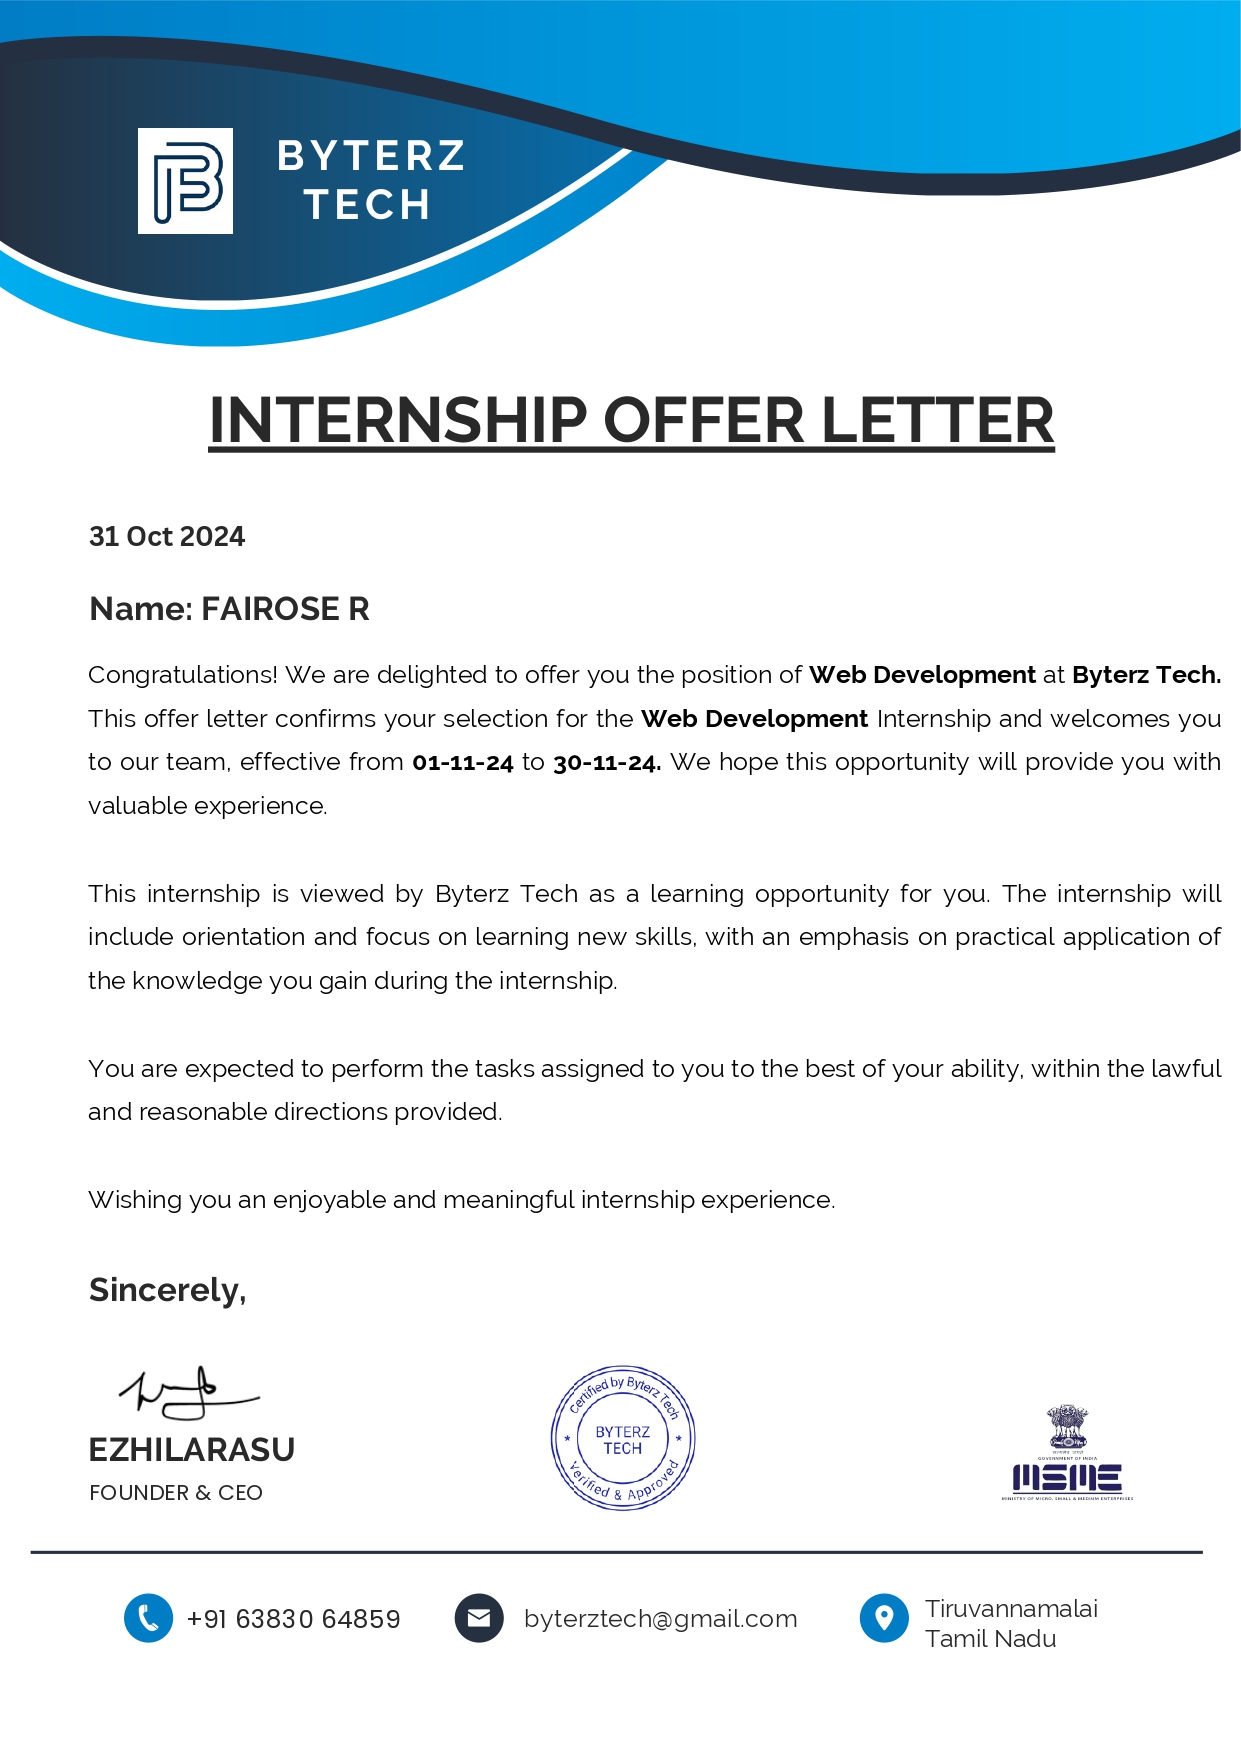 BYTERZ
TECH
INTERNSHIP OFFER LETTER
31 Oct 2024
Name: FAIROSE R
Congratulations! We are delighted to offer you the position of Web Development at Byterz Tech.
This offer letter confirms your selection for the Web Development Internship and welcomes you
to our team, effective from 01-11-24 to 30-11-24. We hope this opportunity will provide you with
valuable experience.
This internship is viewed by Byterz Tech as a learning opportunity for you. The internship will
include orientation and focus on learning new skills, with an emphasis on practical application of
the knowledge you gain during the internship.
You are expected to perform the tasks assigned to you to the best of your ability, within the lawful
and reasonable directions provided.
Wishing you an enjoyable and meaningful internship experience.
Sincerely,
EZHILARASU
FOUNDER & CEO
Certified by Byterz Tech
BYTERZ
TECH
Verified & Approved
GOVERNMENT OF INDIA
MSME
MINISTRY OF MICRO, SMALL & MEDIUM ENTERPRISES
+91 63830 64859
byterztech@gmail.com
Tiruvannamalai
Tamil Nadu